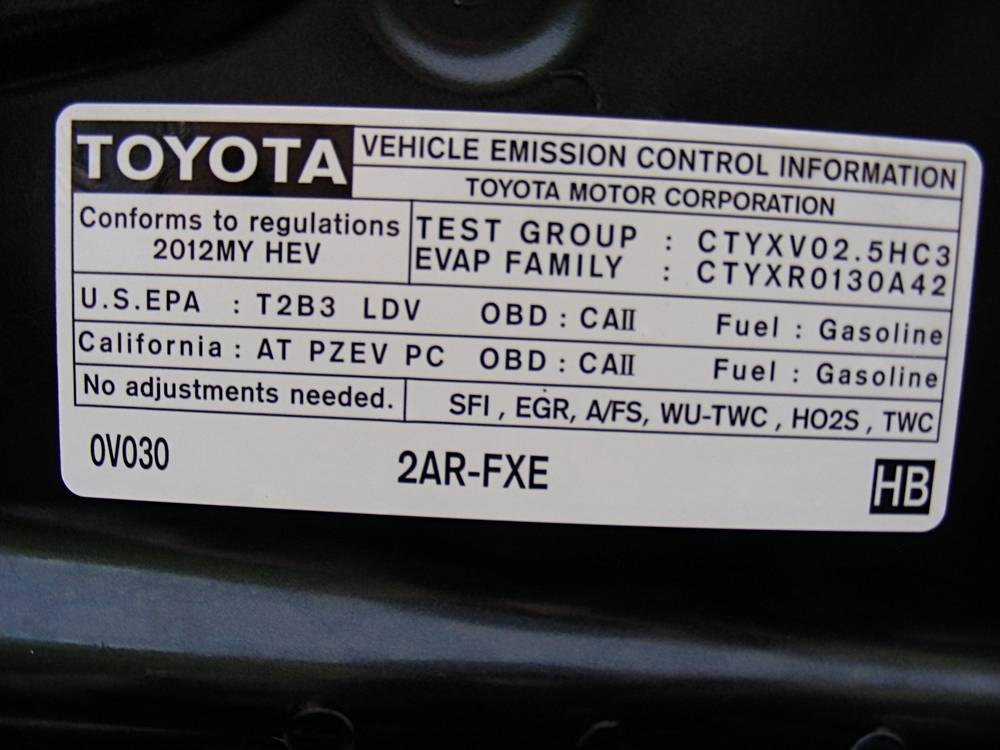 TOYOTA
VEHICLE EMISSION CONTROL INFORMATION
TOYOTA MOTOR CORPORATION
Conforms to regulations
2012MY HEV
TEST GROUP : CTYXV02.5HC3
EVAP FAMILY : CTYXR0130A42
U.S.EPA : T2B3 LDV OBD : CAII Fuel : Gasoline
California : AT PZEV PC OBD : CAII Fuel : Gasoline
No adjustments needed.
SFI , EGR, A/FS, WU-TWC , HO2S , TWC
0V030
2AR-FXE
HB